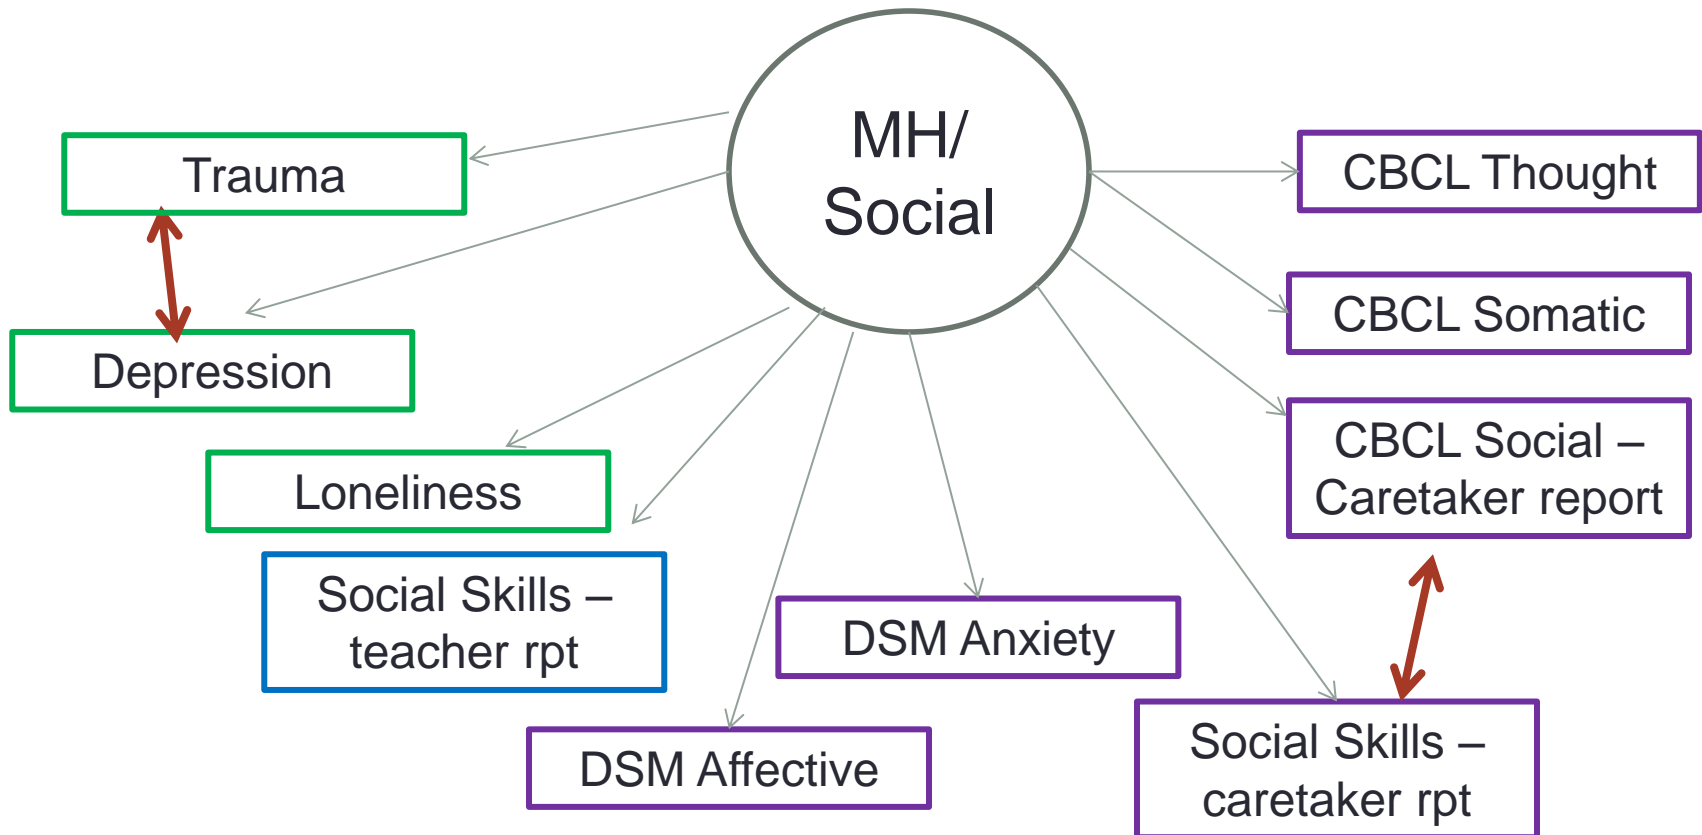 MH/
Social
Trauma
Depression
Loneliness
Social Skills –
teacher rpt
DSM Affective
DSM Anxiety
CBCL Thought
CBCL Somatic
CBCL Social –
Caretaker report
Social Skills –
caretaker rpt